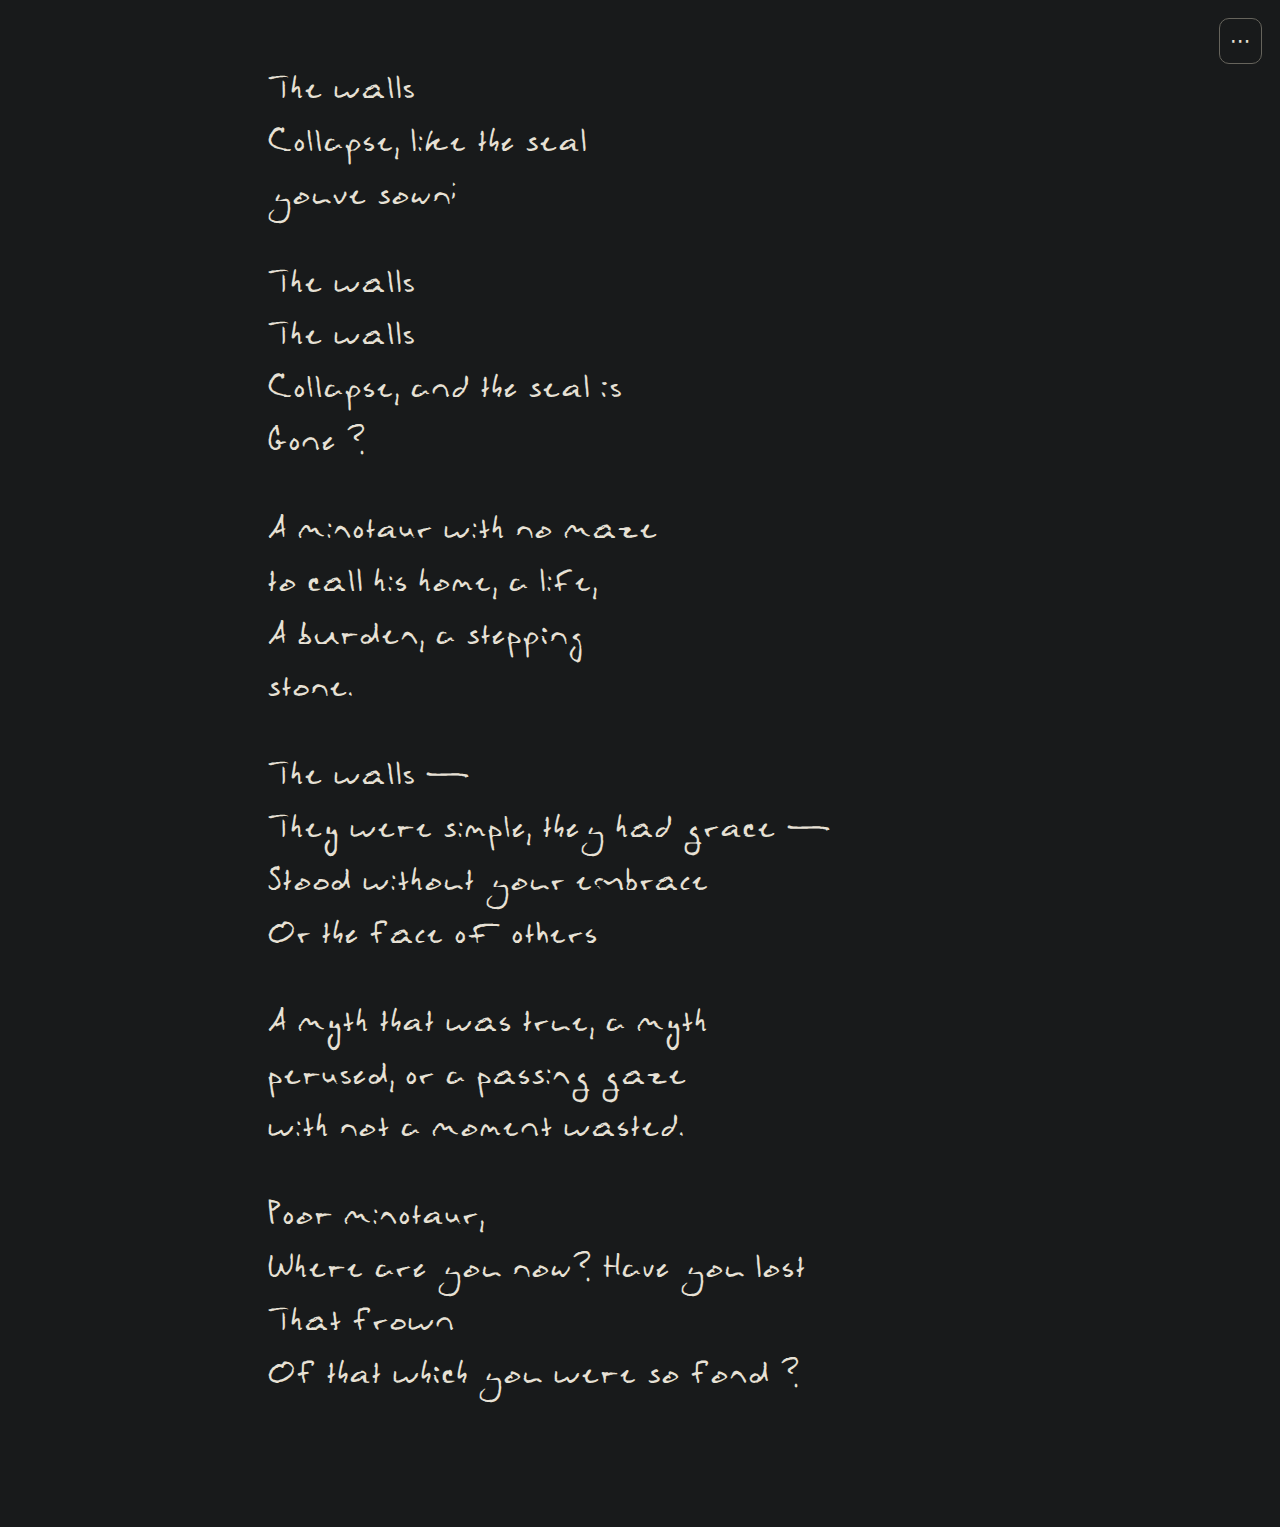 The walls
Collapse, like the seal
youve sown;
The walls
The walls
Collapse, and the seal is
Gone ?
A minotaur with no maze
to call his home, a life,
A burden, a stepping
stone.
The walls —
They were simple, they had grace —
Stood without your embrace
Or the face of others
A myth that was true, a myth
perused, or a passing gaze
with not a moment wasted.
Poor minotaur,
Where are you now? Have you lost
That frown
Of that which you were so fond ?